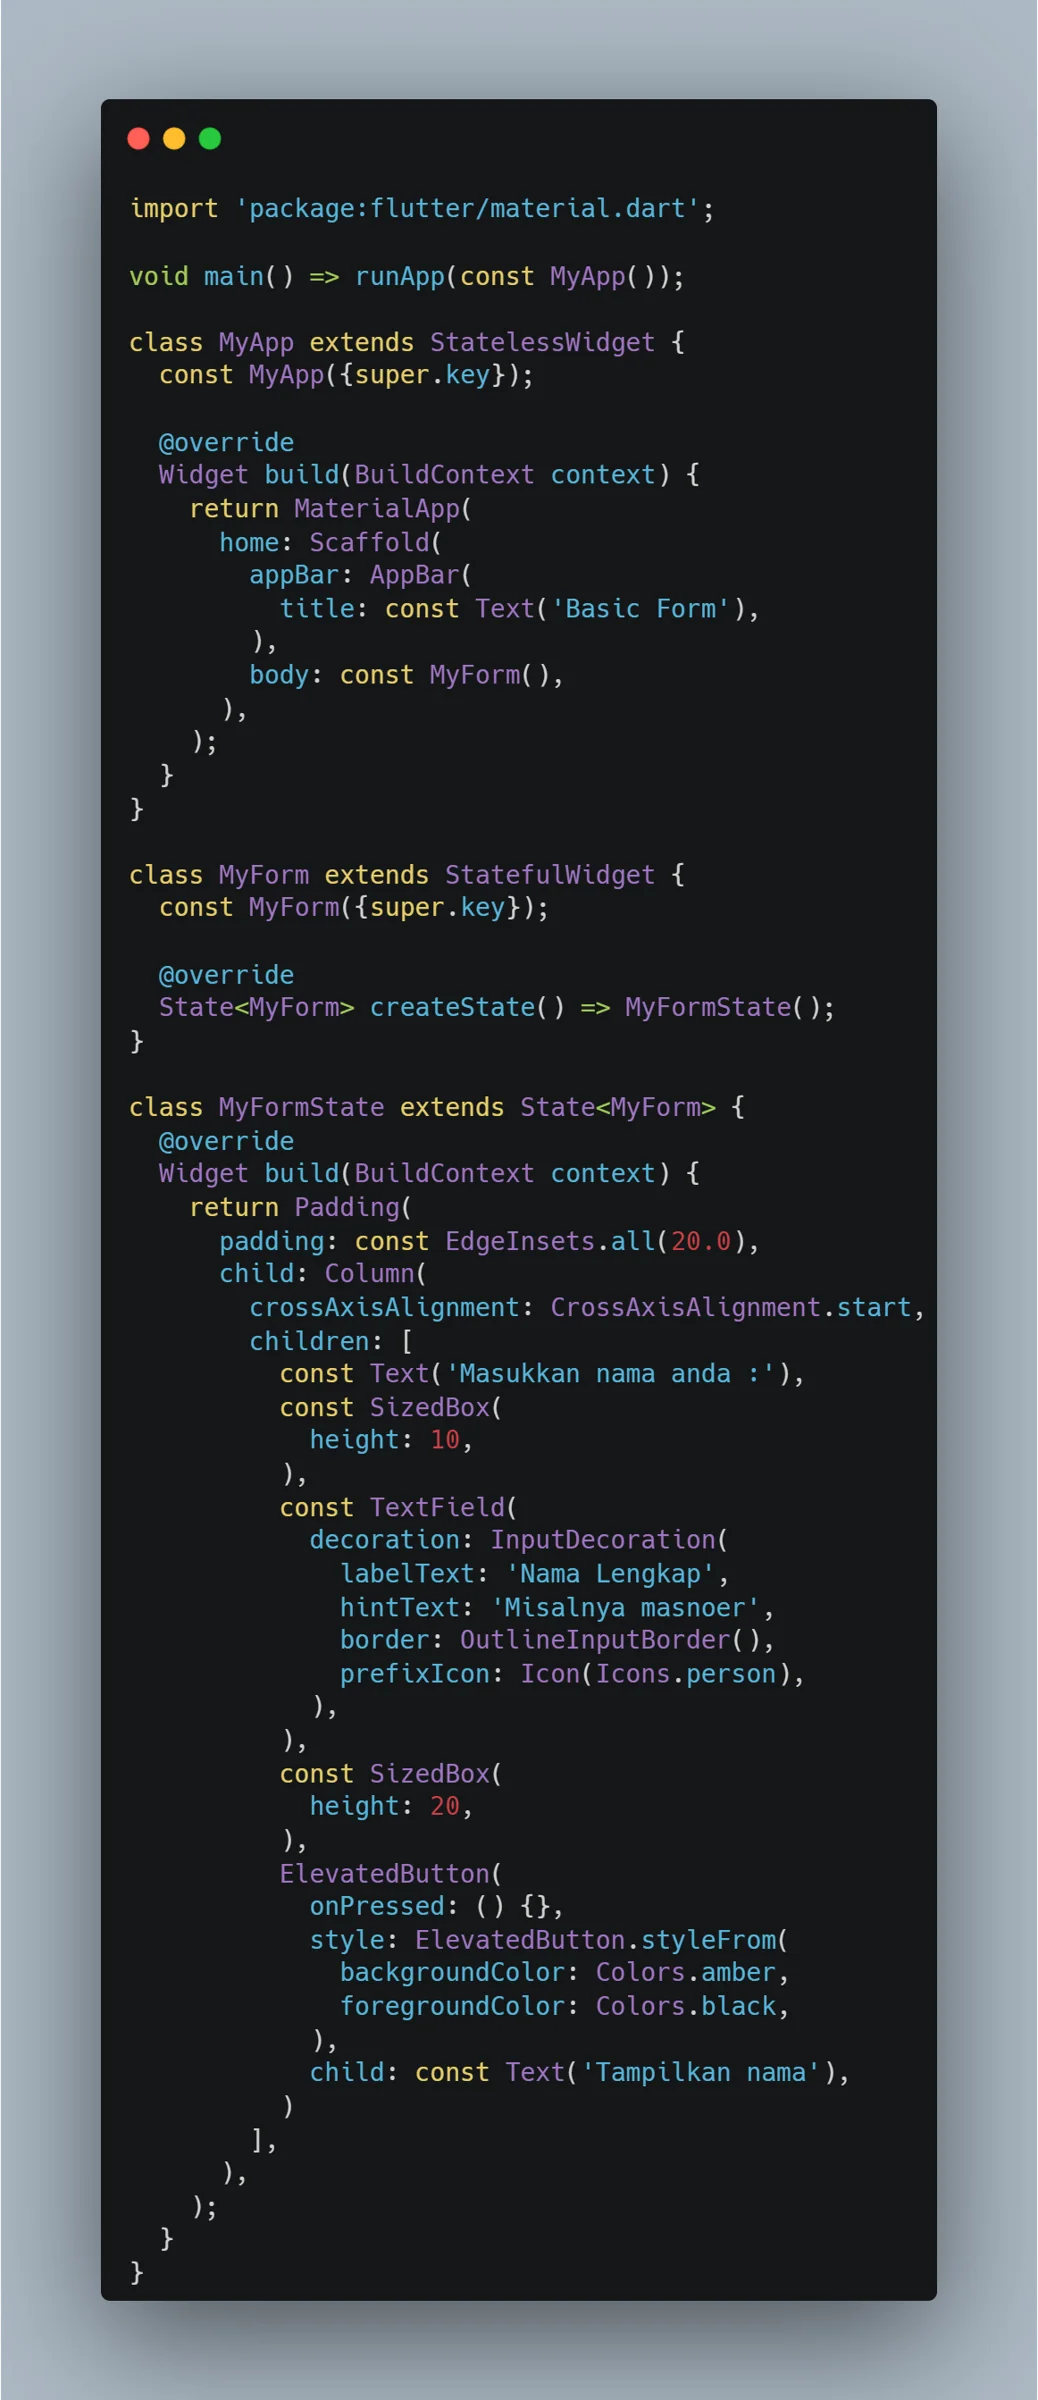 import 'package:flutter/material.dart';

void main() => runApp(const MyApp());

class MyApp extends StatelessWidget {
  const MyApp({super.key});

  @override
  Widget build(BuildContext context) {
    return MaterialApp(
      home: Scaffold(
        appBar: AppBar(
          title: const Text('Basic Form'),
        ),
        body: const MyForm(),
      ),
    );
  }
}

class MyForm extends StatefulWidget {
  const MyForm({super.key});

  @override
  State<MyForm> createState() => MyFormState();
}

class MyFormState extends State<MyForm> {
  @override
  Widget build(BuildContext context) {
    return Padding(
      padding: const EdgeInsets.all(20.0),
      child: Column(
        crossAxisAlignment: CrossAxisAlignment.start,
        children: [
          const Text('Masukkan nama anda :'),
          const SizedBox(
            height: 10,
          ),
          const TextField(
            decoration: InputDecoration(
              labelText: 'Nama Lengkap',
              hintText: 'Misalnya masnoer',
              border: OutlineInputBorder(),
              prefixIcon: Icon(Icons.person),
            ),
          ),
          const SizedBox(
            height: 20,
          ),
          ElevatedButton(
            onPressed: () {},
            style: ElevatedButton.styleFrom(
              backgroundColor: Colors.amber,
              foregroundColor: Colors.black,
            ),
            child: const Text('Tampilkan nama'),
          )
        ],
      ),
    );
  }
}